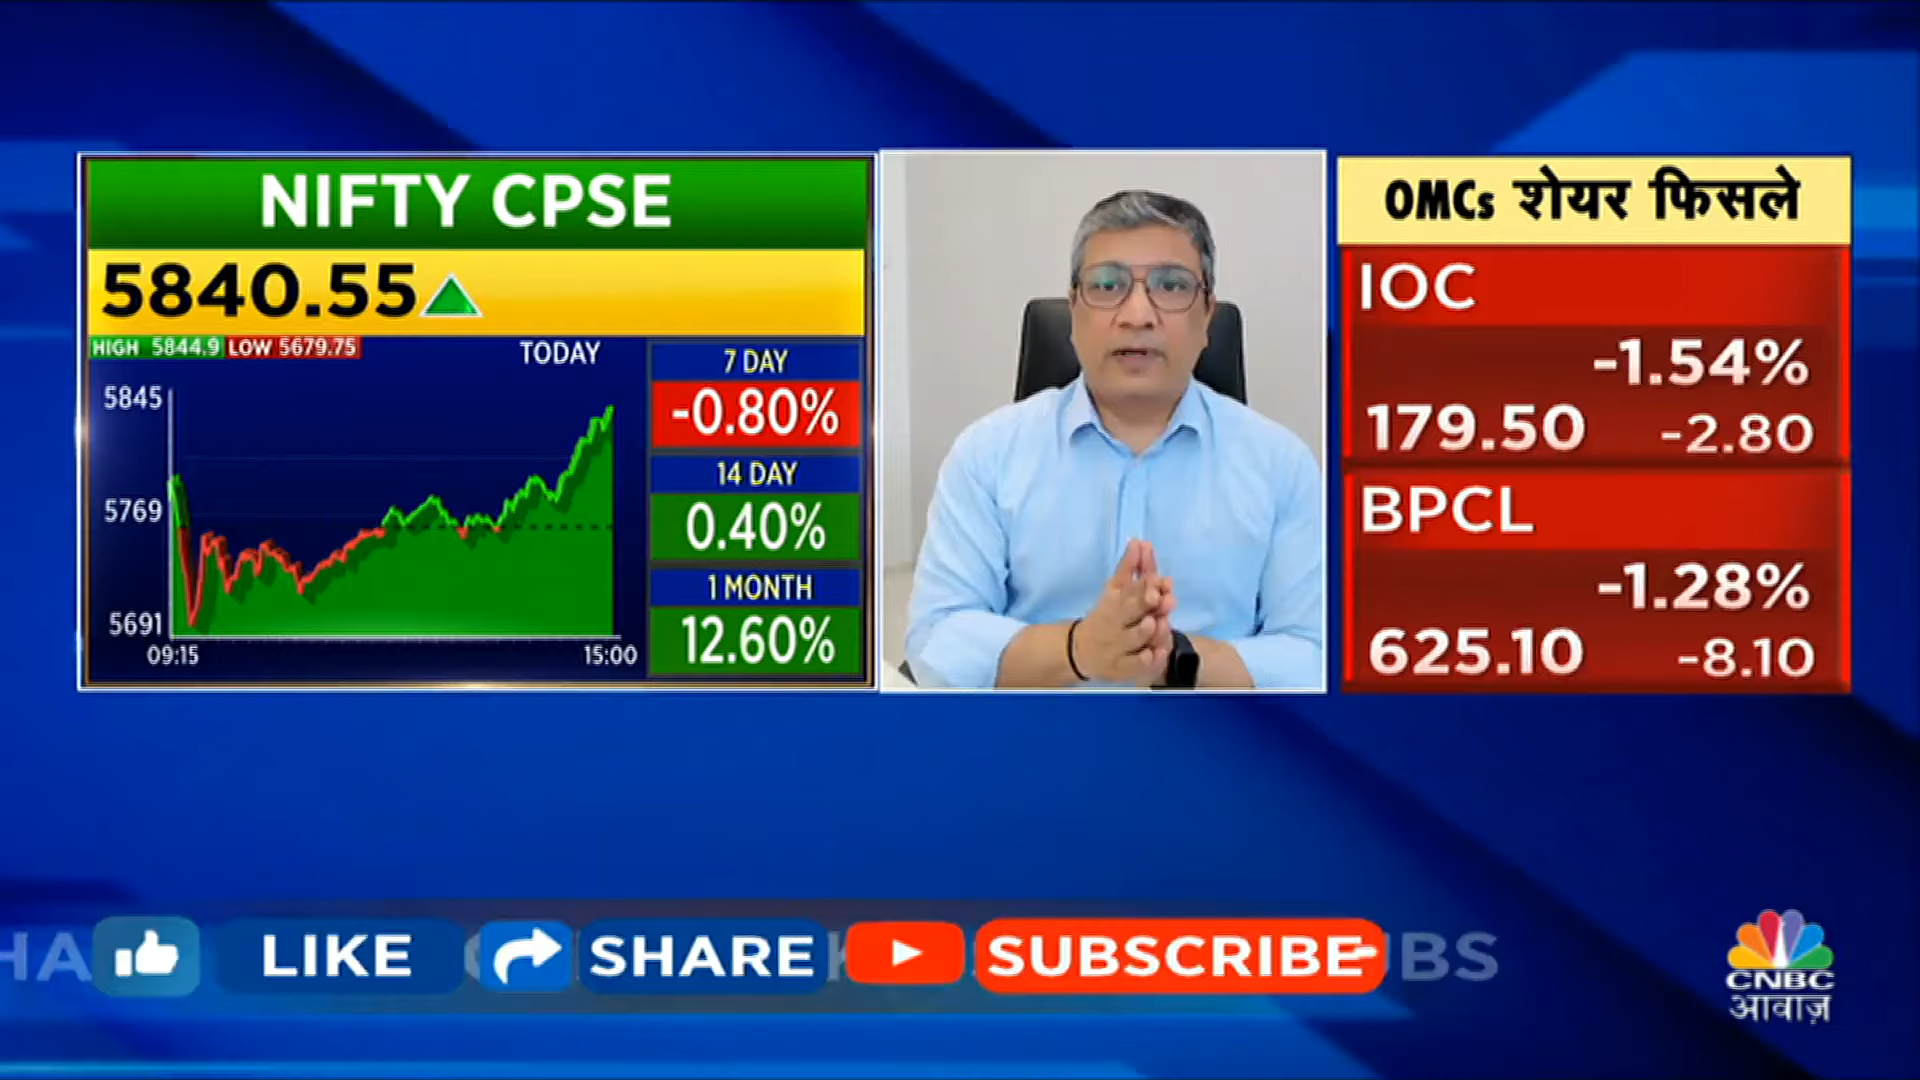 NIFTY CPSE
5840.55
HIGH 5844.9 LOW 5679.75
TODAY
5845
5769
5691
09:15
15:00
7 DAY
-0.80%
14 DAY
0.40%
1 MONTH
12.60%
OMCs शेयर फिसले
IOC
-1.54%
179.50 -2.80
BPCL
-1.28%
625.10 -8.10
HA LIKE SHARE SUBSCRIBE UBS
CNBC
आवाज़